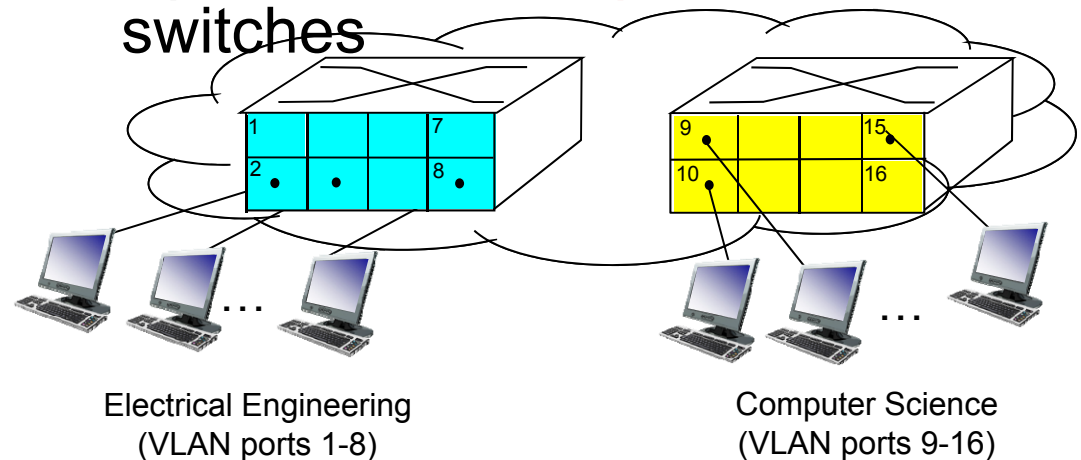 switches
1
7
2
8
9
15
10
16
...
...
Electrical Engineering
(VLAN ports 1-8)
Computer Science
(VLAN ports 9-16)